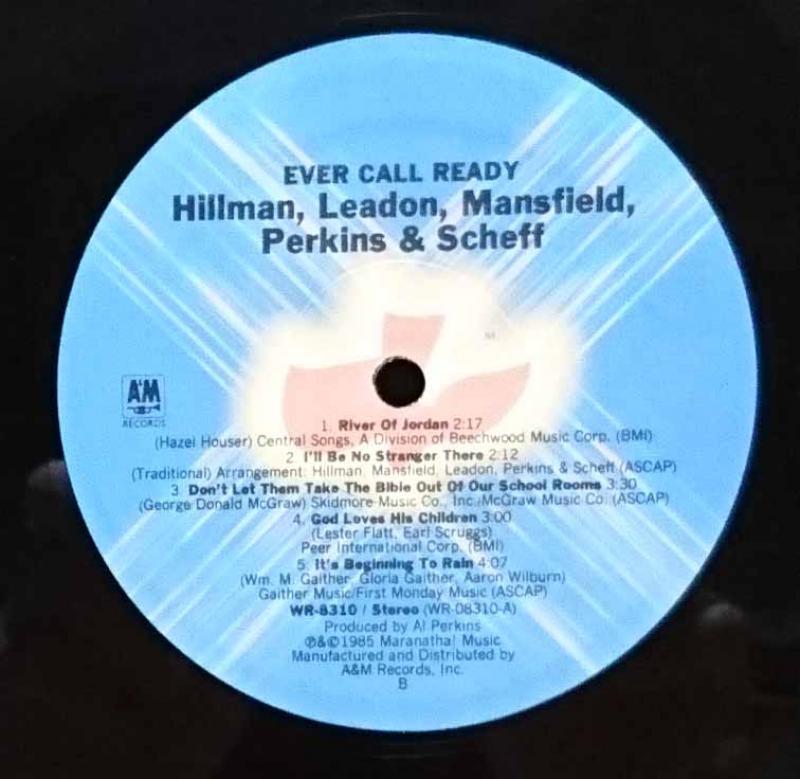 EVER CALL READY
Hillman, Leadon, Mansfield,
Perkins & Scheff
A&M
RECORDS
1. River Of Jordan 2:17
(Hazel Houser) Central Songs, A Division of Beechwood Music Corp. (BMI)
2. I'll Be No Stranger There 2:12
(Traditional) Arrangement: Hillman, Mansfield, Leadon, Perkins & Scheff (ASCAP)
3. Don't Let Them Take The Bible Out Of Our School Rooms 3:30
(George Donald McGraw) Skidmore Music Co., Inc./McGraw Music Co. (ASCAP)
4. God Loves His Children 3:00
(Lester Flatt, Earl Scruggs)
Peer International Corp. (BMI)
5. It's Beginning To Rain 4:07
(Wm. M. Gaither, Gloria Gaither, Aaron Wilburn)
Gaither Music/First Monday Music (ASCAP)
WR-8310 / Stereo (WR-08310-A)
Produced by Al Perkins
℗&©1985 Maranatha! Music
Manufactured and Distributed by
A&M Records, Inc.
B